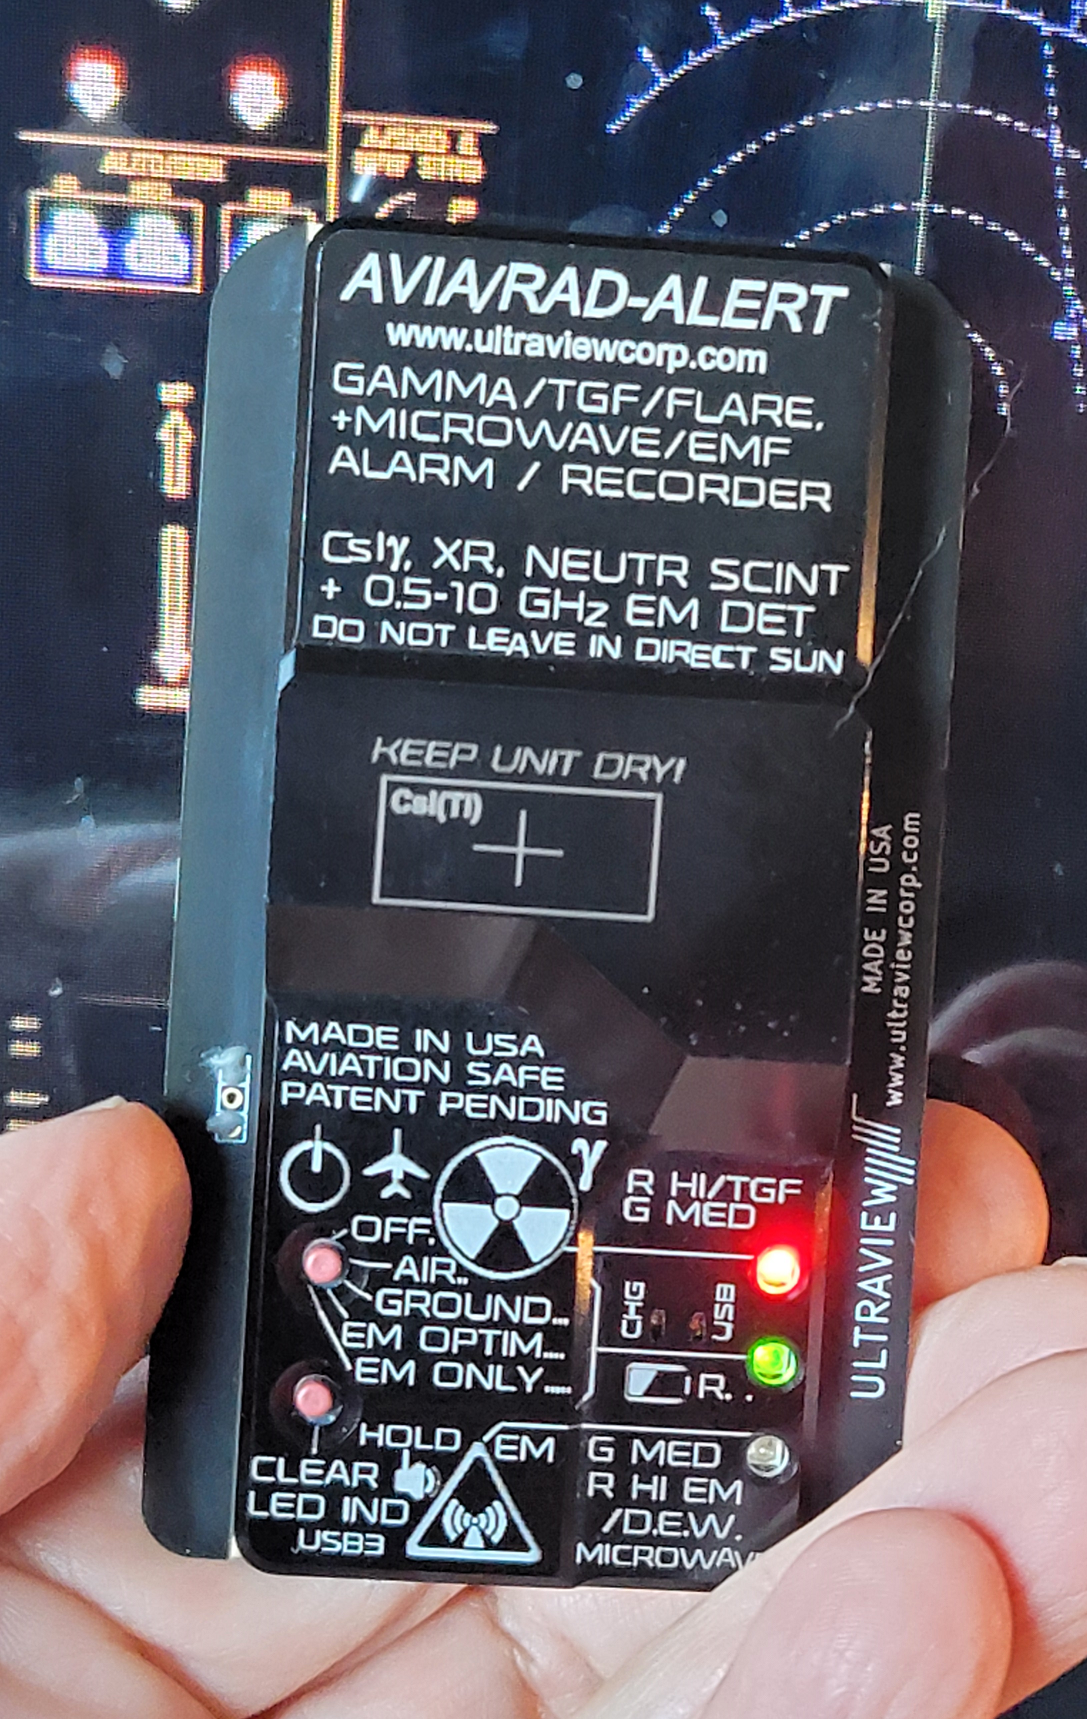 AVIA/RAD-ALERT
www.ultraviewcorp.com
GAMMA/TGF/FLARE,
+MICROWAVE/EMF
ALARM / RECORDER
CsIγ, XR, NEUTR SCINT
+ 0.5-10 GHz EM DET
DO NOT LEAVE IN DIRECT SUN
KEEP UNIT DRY!
CsI(Tl)
MADE IN USA
AVIATION SAFE
PATENT PENDING
γ
R HI/TGF
G MED
OFF.
AIR..
GROUND...
EM OPTIM....
EM ONLY.....
CHG
USB
R. .
HOLD
CLEAR
LED IND
USB3
EM
G MED
R HI EM
/D.E.W.
ULTRAVIEW
MADE IN USA
www.ultraviewcorp.com